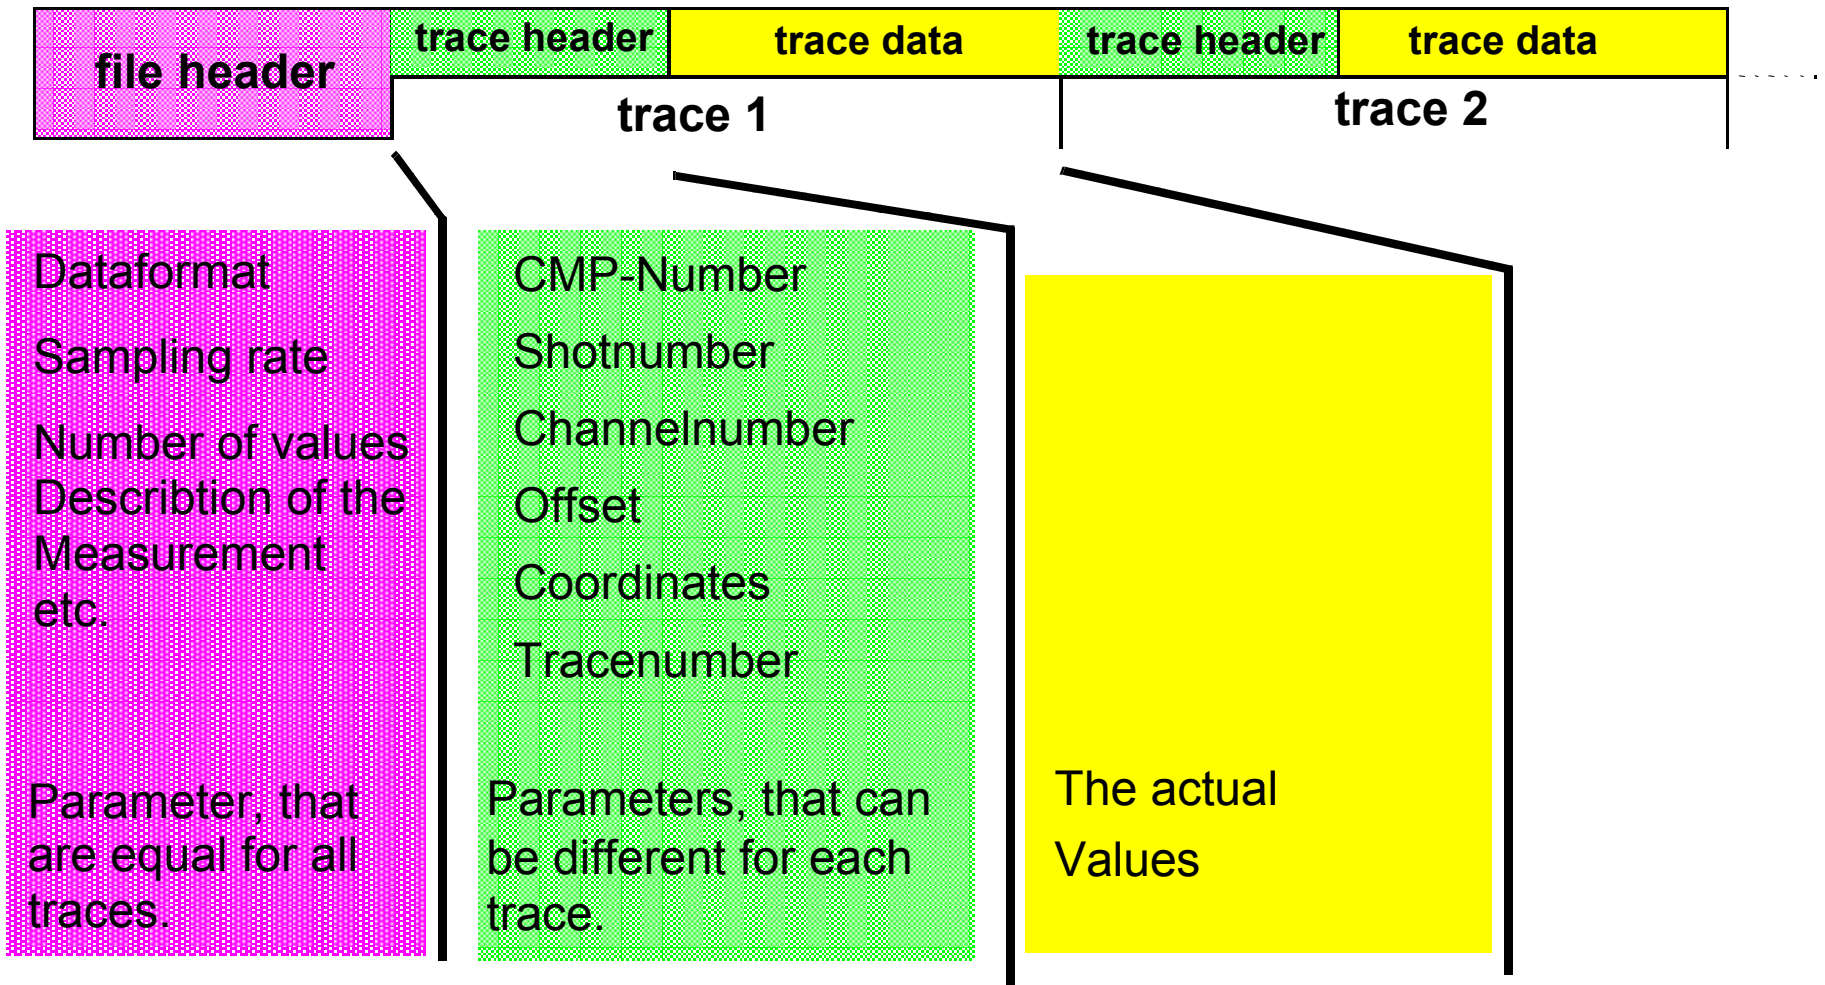 file header
trace header
trace data
trace header
trace data
trace 1
trace 2
Dataformat
Sampling rate
Number of values
Describtion of the
Measurement
etc.
Parameter, that
are equal for all
traces.
CMP-Number
Shotnumber
Channelnumber
Offset
Coordinates
Tracenumber
Parameters, that can
be different for each
trace.
The actual
Values